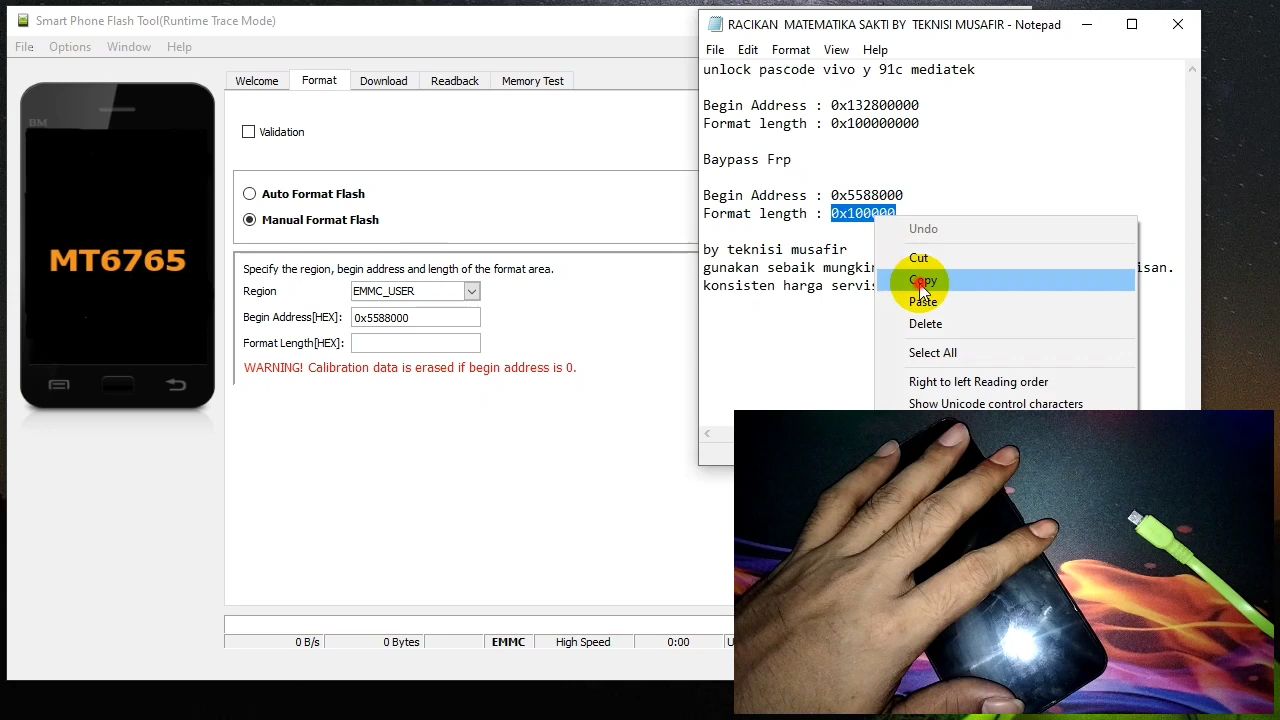 Smart Phone Flash Tool(Runtime Trace Mode)
File Options Window Help
BM
MT6765
Welcome Format Download Readback Memory Test
Validation
Auto Format Flash
Manual Format Flash
Specify the region, begin address and length of the format area.
Region EMMC_USER
Begin Address[HEX]: 0x5588000
Format Length[HEX]:
WARNING! Calibration data is erased if begin address is 0.
0 B/s 0 Bytes EMMC High Speed 0:00 U
RACIKAN MATEMATIKA SAKTI BY TEKNISI MUSAFIR - Notepad
File Edit Format View Help
unlock pascode vivo y 91c mediatek
Begin Address : 0x132800000
Format length : 0x100000000
Baypass Frp
Begin Address : 0x5588000
Format length : 0x100000
by teknisi musafir
gunakan sebaik mungkin isan.
konsisten harga servis
Undo
Cut
Copy
Paste
Delete
Select All
Right to left Reading order
Show Unicode control characters